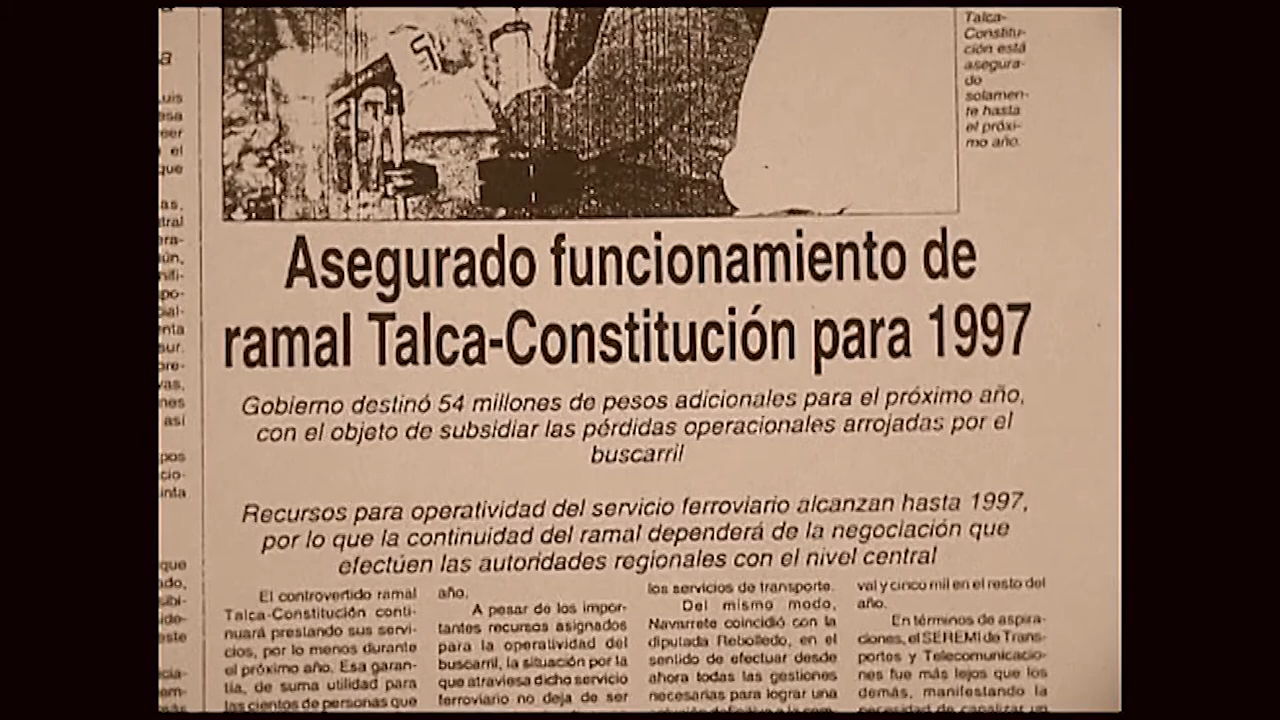 Talca-
Constitu-
ción está
asegura-
do
solamen-
te hasta
el próxi-
mo año.
Asegurado funcionamiento de
ramal Talca-Constitución para 1997
Gobierno destinó 54 millones de pesos adicionales para el próximo año,
con el objeto de subsidiar las pérdidas operacionales arrojadas por el
buscarril
Recursos para operatividad del servicio ferroviario alcanzan hasta 1997,
por lo que la continuidad del ramal dependerá de la negociación que
efectúen las autoridades regionales con el nivel central
El controvertido ramal
Talca-Constitución conti-
nuará prestando sus servi-
cios, por lo menos durante
el próximo año. Esa garan-
tía, de suma utilidad para
las cientos de personas que
año.
A pesar de los impor-
tantes recursos asignados
para la operatividad del
buscarril, la situación por la
que atraviesa dicho servicio
ferroviario no deja de ser
los servicios de transporte.
Del mismo modo,
Navarrete coincidió con la
diputada Rebolledo, en el
sentido de efectuar desde
ahora todas las gestiones
necesarias para lograr una
val y cinco mil en el resto del
año.
En términos de aspira-
ciones, el SEREMI de Trans-
portes y Telecomunicacio-
nes fue más lejos que los
demás, manifestando la
necesidad de canalizar un